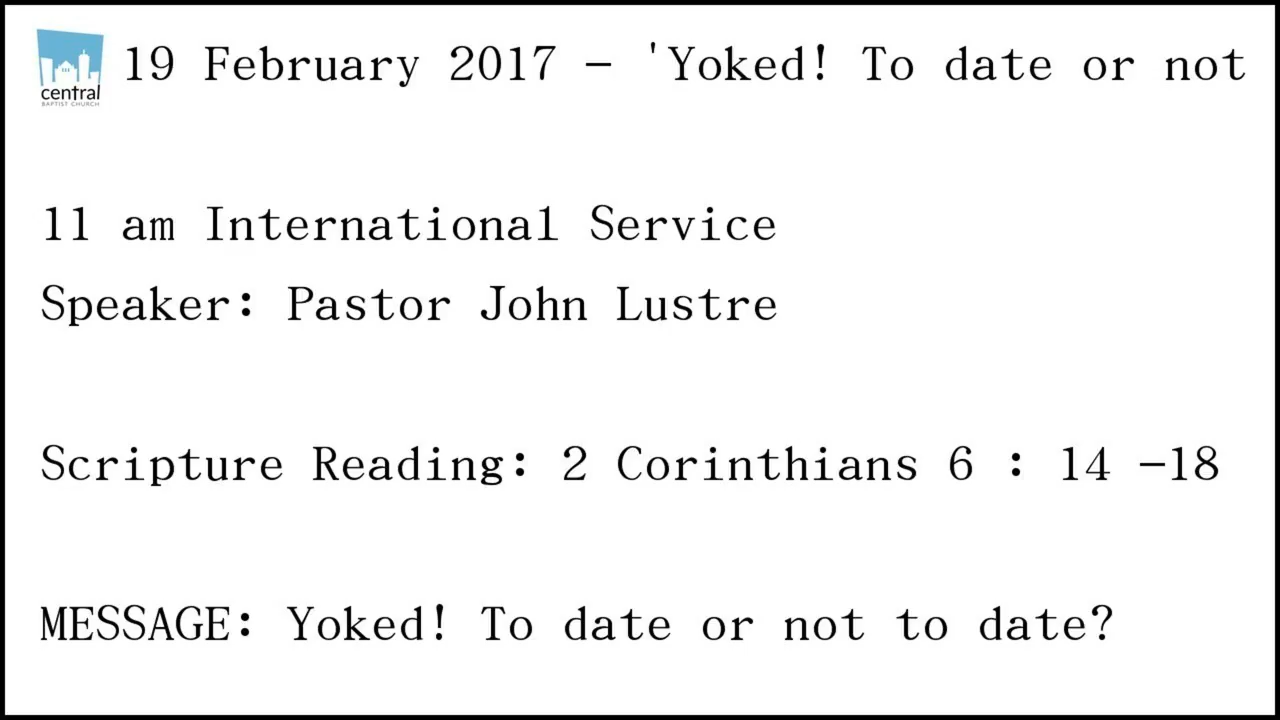 central
BAPTIST CHURCH
19 February 2017 – 'Yoked! To date or not
11 am International Service
Speaker: Pastor John Lustre
Scripture Reading: 2 Corinthians 6 : 14 –18
MESSAGE: Yoked! To date or not to date?